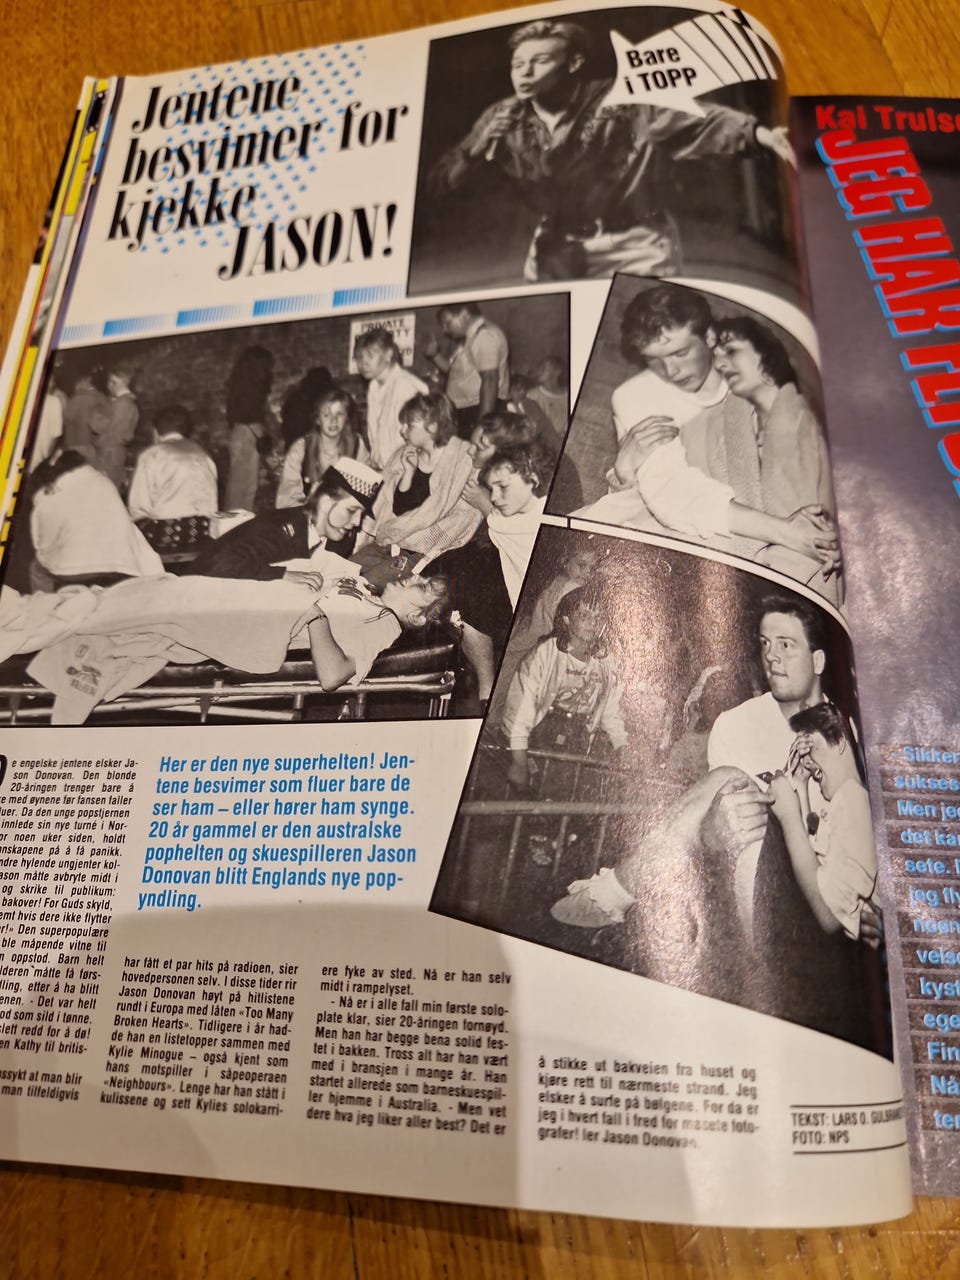 Jentene
besvimer for
kjekke
JASON!
Bare
i TOPP
PRIVATE
Her er den nye superhelten! Jen-
tene besvimer som fluer bare de
ser ham – eller hører ham synge.
20 år gammel er den australske
pophelten og skuespilleren Jason
Donovan blitt Englands nye pop-
yndling.
e engelske jentene elsker Ja-
son Donovan. Den blonde
20-åringen trenger bare å
e med øynene før fansen faller
luer. Da den unge popstjernen
innlede sin nye turné i Nor-
or noen uker siden, holdt
nskapene på å få panikk.
ndre hylende ungjenter kol-
ason måtte avbryte midt i
og skrike til publikum:
bakover! For Guds skyld,
emt hvis dere ikke flytter
r!» Den superpopulære
ble måpende vitne til
n oppstod. Barn helt
lderen måtte få førs-
dling, etter å ha blitt
enen. - Det var helt
od som sild i tønne.
lett redd for å dø!
en Kathy til britis-
nssykt at man blir
man tilfeldigvis
har fått et par hits på radioen, sier
hovedpersonen selv. I disse tider rir
Jason Donovan høyt på hitlistene
rundt i Europa med låten «Too Many
Broken Hearts». Tidligere i år had-
de han en listetopper sammen med
Kylie Minogue – også kjent som
hans motspiller i såpeoperaen
«Neighbours». Lenge har han stått i
kulissene og sett Kylies solokarri-
ere fyke av sted. Nå er han selv
midt i rampelyset.
- Nå er i alle fall min første solo-
plate klar, sier 20-åringen fornøyd.
Men han har begge bena solid fes-
tet i bakken. Tross alt har han vært
med i bransjen i mange år. Han
startet allerede som barneskuespil-
ler hjemme i Australia. - Men vet
dere hva jeg liker aller best? Det er
å stikke ut bakveien fra huset og
kjøre rett til nærmeste strand. Jeg
elsker å surfe på bølgene. For da er
jeg i hvert fall i fred for masete foto-
grafer! ler Jason Donovan.
TEKST: LARS O. GULBRAN
FOTO: NPS
Kai Truls
JEG HAR
Sikker
sukses
Men je
det ka
sete.
jeg fly
noen
velse
kyst
ege
Fin
Nå
ter